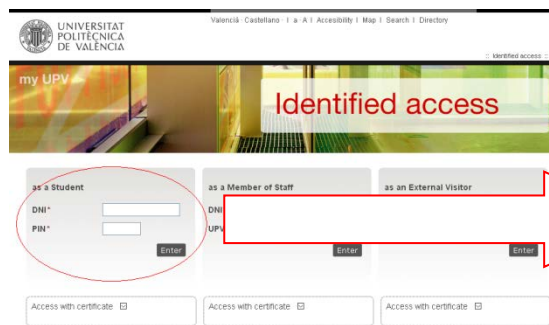 UNIVERSITAT
POLITÈCNICA
DE VALÈNCIA
Valencià · Castellano · I a · A I Accesibility I Map I Search I Directory
:: Identified access ::
my UPV
Identified access
as a Student
DNI*
PIN*
Enter
as a Member of Staff
DNI
UPV
Enter
as an External Visitor
Enter
Access with certificate
Access with certificate
Access with certificate